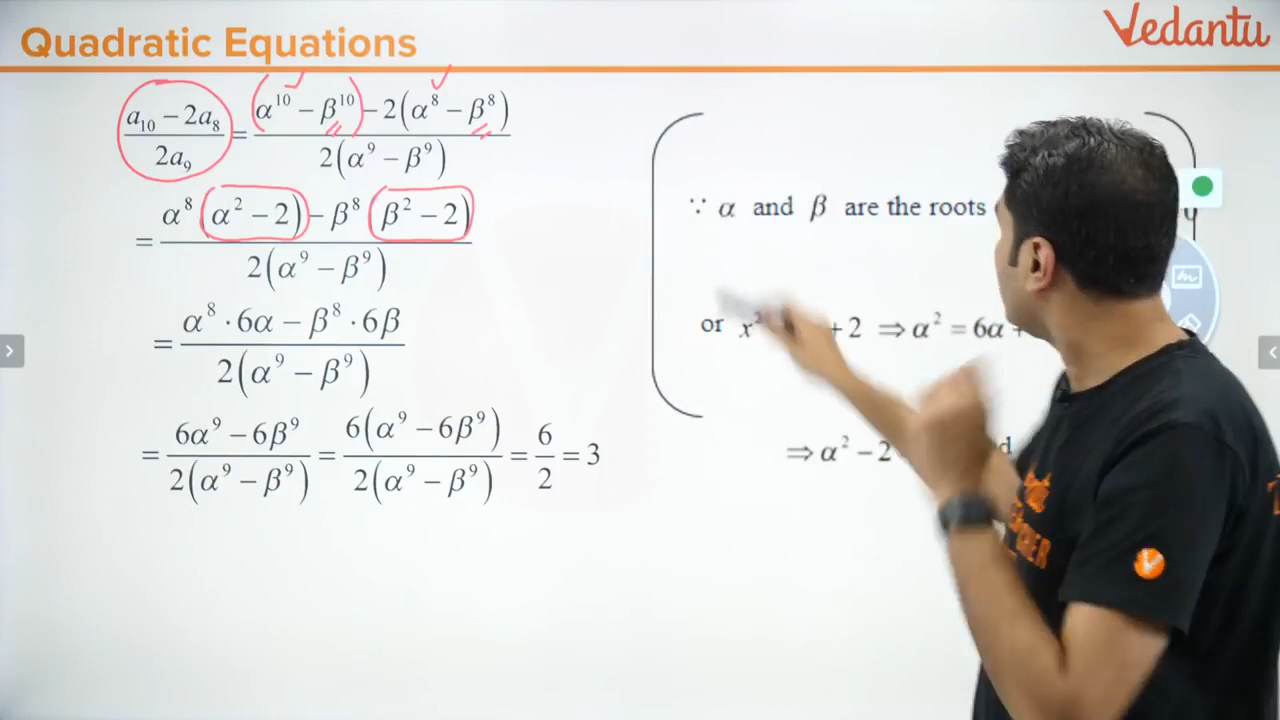 Quadratic Equations
Vedantu
(a₁₀ − 2a₈)/(2a₉) = ((α¹⁰ − β¹⁰) − 2(α⁸ − β⁸))/(2(α⁹ − β⁹))
= (α⁸(α² − 2) − β⁸(β² − 2))/(2(α⁹ − β⁹))
= (α⁸ · 6α − β⁸ · 6β)/(2(α⁹ − β⁹))
= (6α⁹ − 6β⁹)/(2(α⁹ − β⁹)) = (6(α⁹ − 6β⁹))/(2(α⁹ − β⁹)) = 6/2 = 3
∵ α and β are the roots
or x² + 2 ⇒ α² = 6α +
⇒ α² − 2